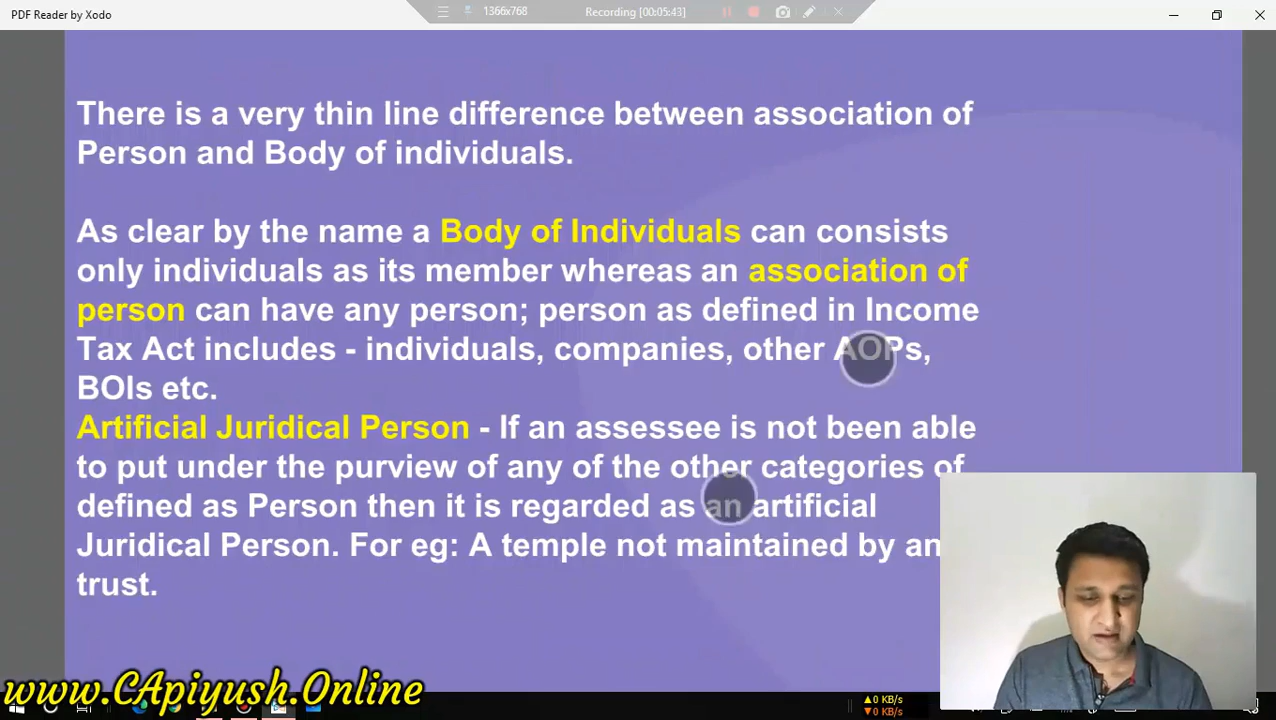 PDF Reader by Xodo
1366x768
Recording [00:05:43]
There is a very thin line difference between association of
Person and Body of individuals.
As clear by the name a Body of Individuals can consists
only individuals as its member whereas an association of
person can have any person; person as defined in Income
Tax Act includes - individuals, companies, other AOPs,
BOIs etc.
Artificial Juridical Person - If an assessee is not been able
to put under the purview of any of the other categories of
defined as Person then it is regarded as an artificial
Juridical Person. For eg: A temple not maintained by an
trust.
www.CApiyush.Online
0 KB/s
0 KB/s